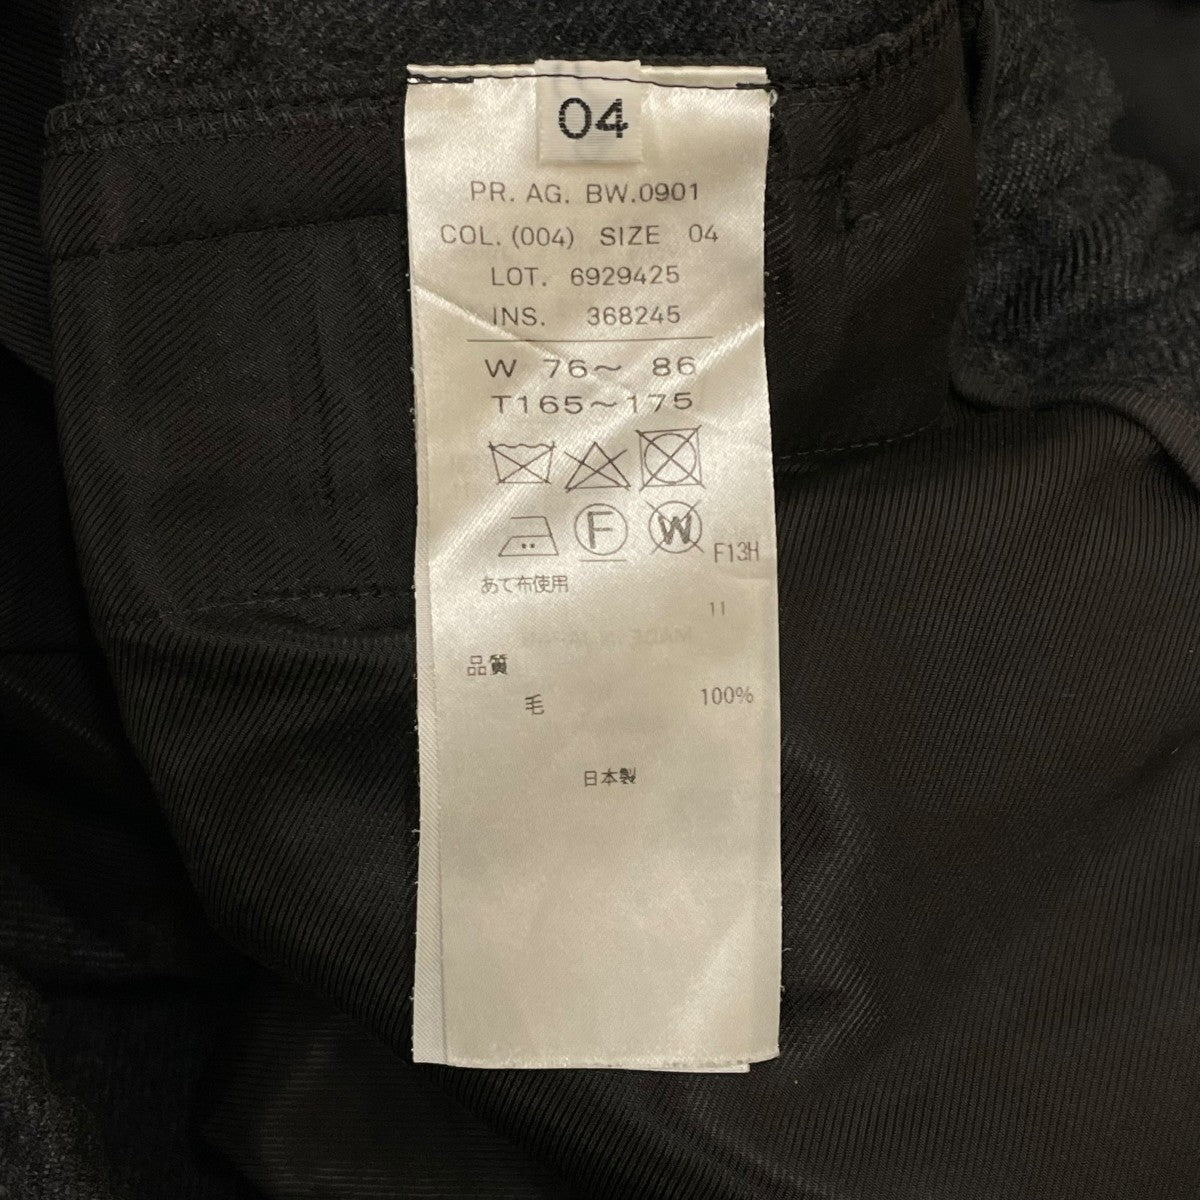 04
PR. AG. BW.0901
COL. (004) SIZE 04
LOT. 6929425
INS. 368245
W 76～ 86
T165～175
F W F13H
あて布使用
11
品質
毛 100%
日本製